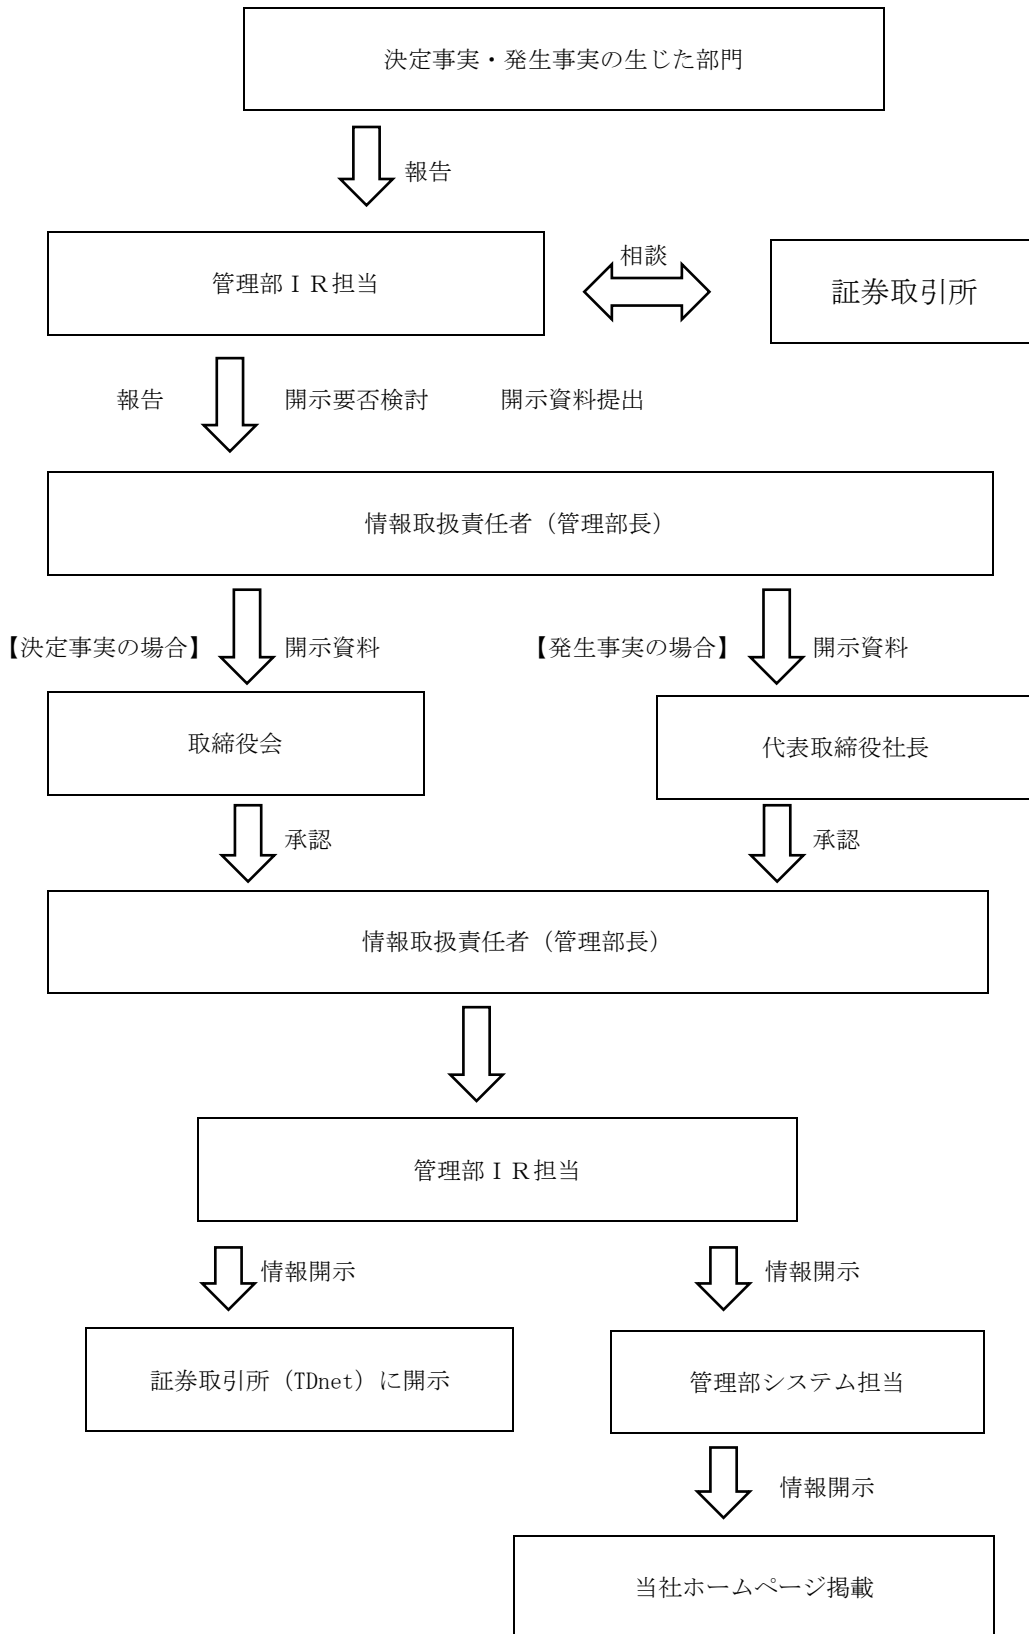 決定事実・発生事実の生じた部門
報告
相談
管理部ＩＲ担当
証券取引所
報告 開示要否検討 開示資料提出
情報取扱責任者（管理部長）
【決定事実の場合】 開示資料 【発生事実の場合】 開示資料
取締役会
代表取締役社長
承認 承認
情報取扱責任者（管理部長）
管理部ＩＲ担当
情報開示 情報開示
証券取引所（TDnet）に開示
管理部システム担当
情報開示
当社ホームページ掲載